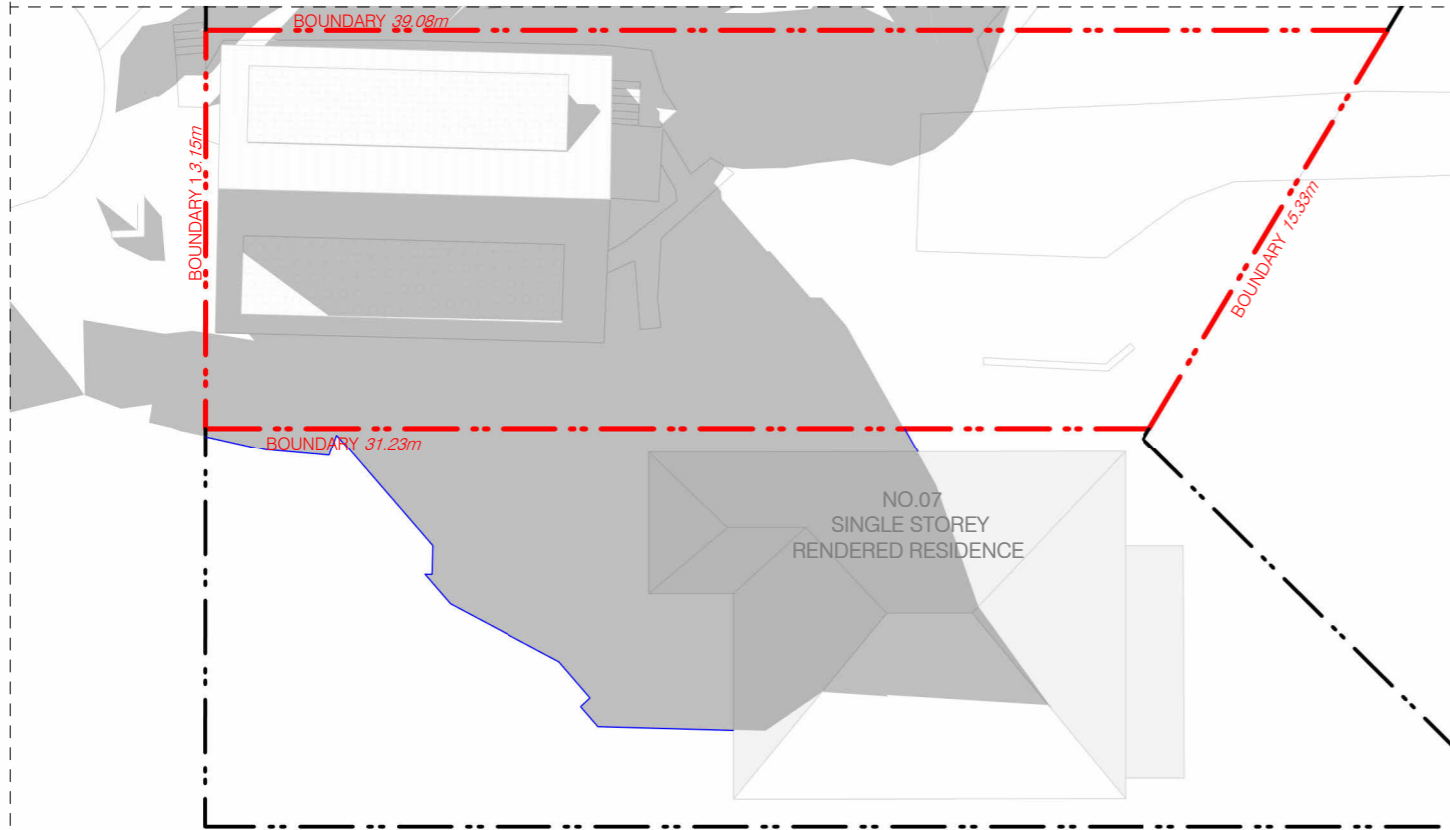 BOUNDARY 39.08m
BOUNDARY 13.15m
BOUNDARY 15.33m
BOUNDARY 31.23m
NO.07
SINGLE STOREY
RENDERED RESIDENCE